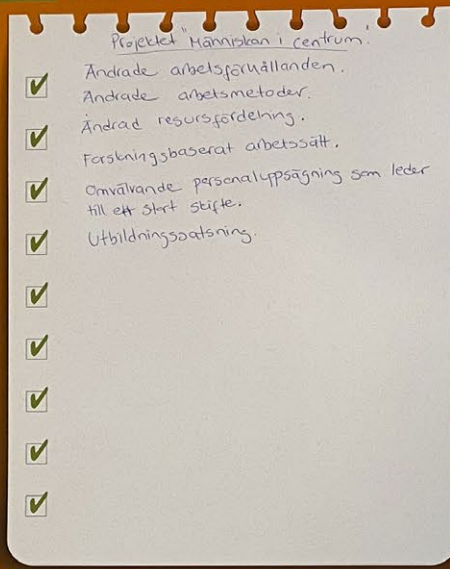 Projektet "Människan i centrum."
Ändrade arbetsförhållanden.
Ändrade arbetsmetoder.
Ändrad resursfördelning.
Forskningsbaserat arbetssätt.
Omvälvande personaluppsägning som leder
till ett stort skifte.
Utbildningssatsning.